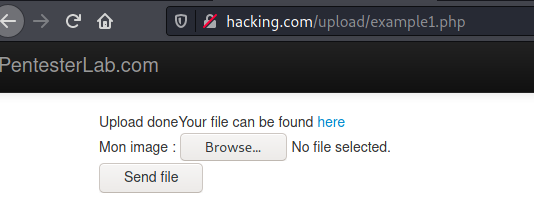 hacking.com/upload/example1.php
PentesterLab.com
Upload doneYour file can be found here
Mon image : Browse... No file selected.
Send file